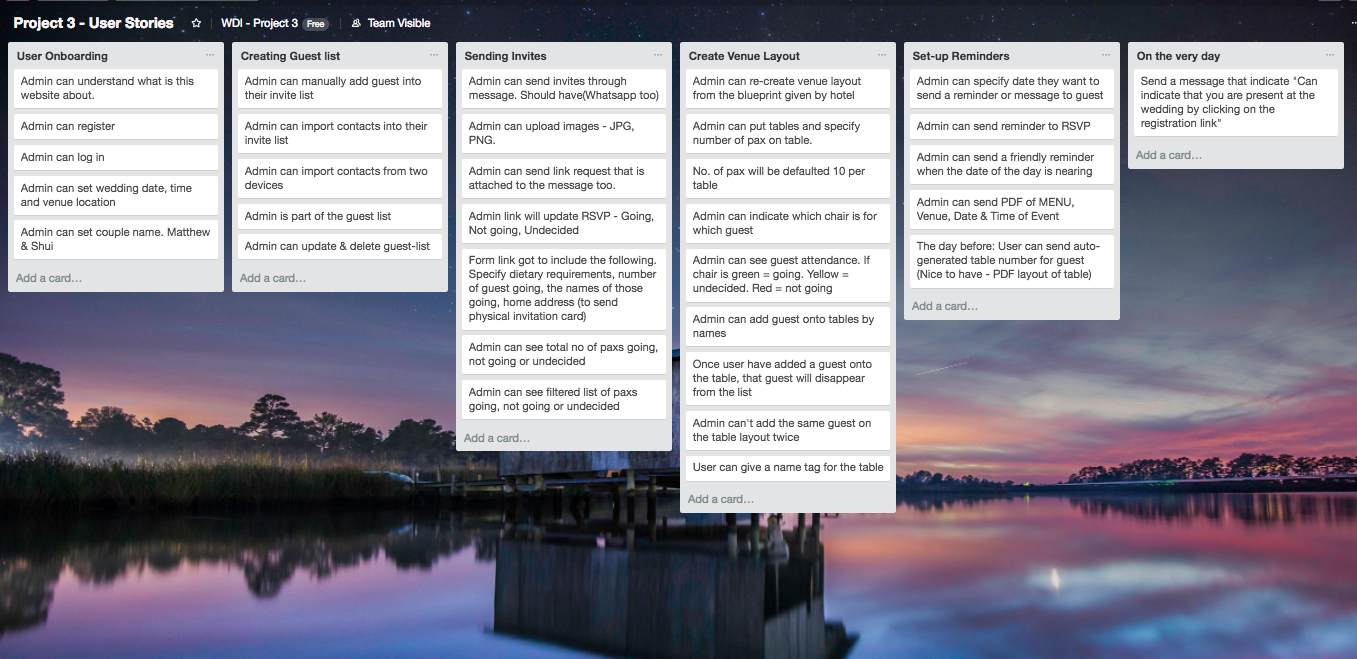 Project 3 - User Stories
WDI - Project 3 Free
Team Visible
User Onboarding
Admin can understand what is this
website about.
Admin can register
Admin can log in
Admin can set wedding date, time
and venue location
Admin can set couple name. Matthew
& Shui
Add a card…
Creating Guest list
Admin can manually add guest into
their invite list
Admin can import contacts into their
invite list
Admin can import contacts from two
devices
Admin is part of the guest list
Admin can update & delete guest-list
Add a card…
Sending Invites
Admin can send invites through
message. Should have(Whatsapp too)
Admin can upload images - JPG,
PNG.
Admin can send link request that is
attached to the message too.
Admin link will update RSVP - Going,
Not going, Undecided
Form link got to include the following.
Specify dietary requirements, number
of guest going, the names of those
going, home address (to send
physical invitation card)
Admin can see total no of paxs going,
not going or undecided
Admin can see filtered list of paxs
going, not going or undecided
Add a card…
Create Venue Layout
Admin can re-create venue layout
from the blueprint given by hotel
Admin can put tables and specify
number of pax on table.
No. of pax will be defaulted 10 per
table
Admin can indicate which chair is for
which guest
Admin can see guest attendance. If
chair is green = going. Yellow =
undecided. Red = not going
Admin can add guest onto tables by
names
Once user have added a guest onto
the table, that guest will disappear
from the list
Admin can't add the same guest on
the table layout twice
User can give a name tag for the table
Add a card…
Set-up Reminders
Admin can specify date they want to
send a reminder or message to guest
Admin can send reminder to RSVP
Admin can send a friendly reminder
when the date of the day is nearing
Admin can send PDF of MENU,
Venue, Date & Time of Event
The day before: User can send auto-
generated table number for guest
(Nice to have - PDF layout of table)
Add a card…
On the very day
Send a message that indicate "Can
indicate that you are present at the
wedding by clicking on the
registration link"
Add a card…